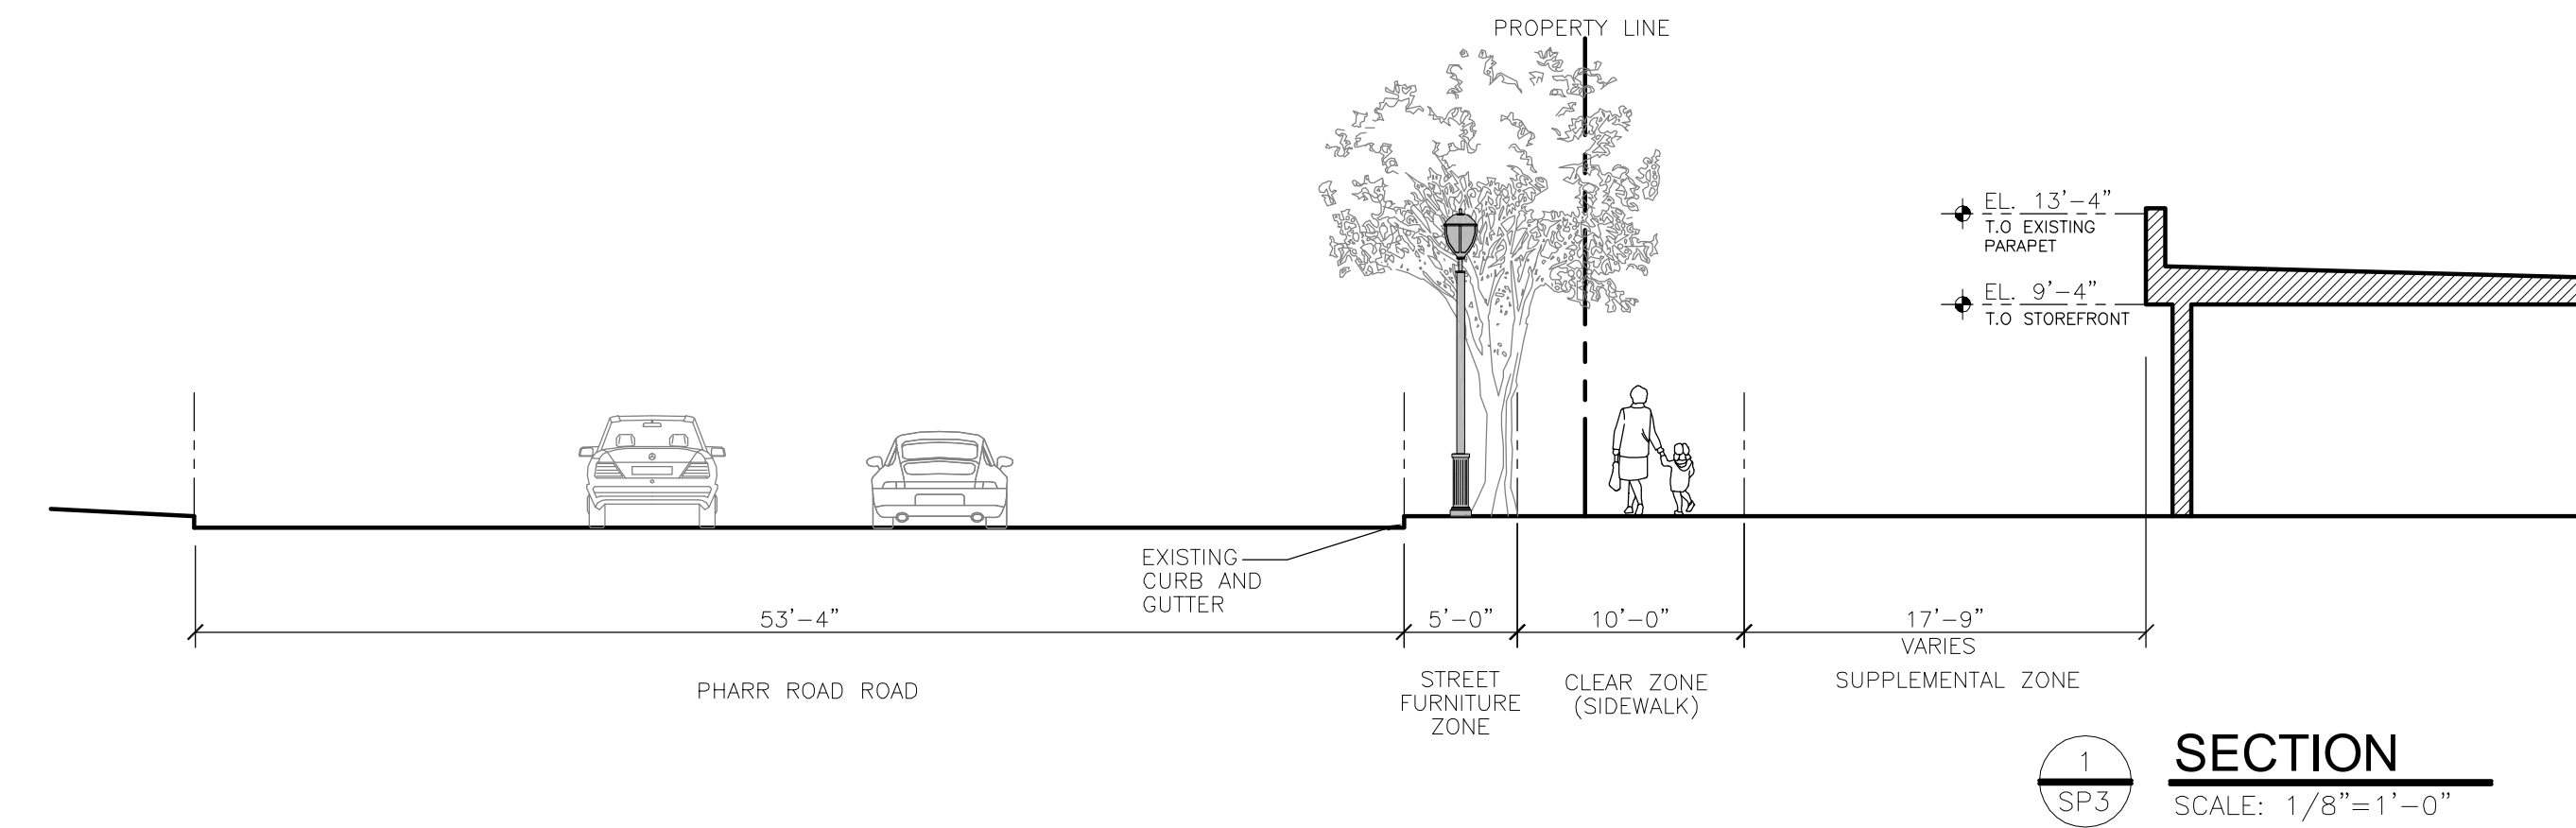 PROPERTY LINE
EL. 13'-4"
T.O EXISTING
PARAPET
EL. 9'-4"
T.O STOREFRONT
EXISTING
CURB AND
GUTTER
53'-4"
5'-0"
10'-0"
17'-9"
VARIES
PHARR ROAD ROAD
STREET
FURNITURE
ZONE
CLEAR ZONE
(SIDEWALK)
SUPPLEMENTAL ZONE
1
SP3
SECTION
SCALE: 1/8"=1'-0"